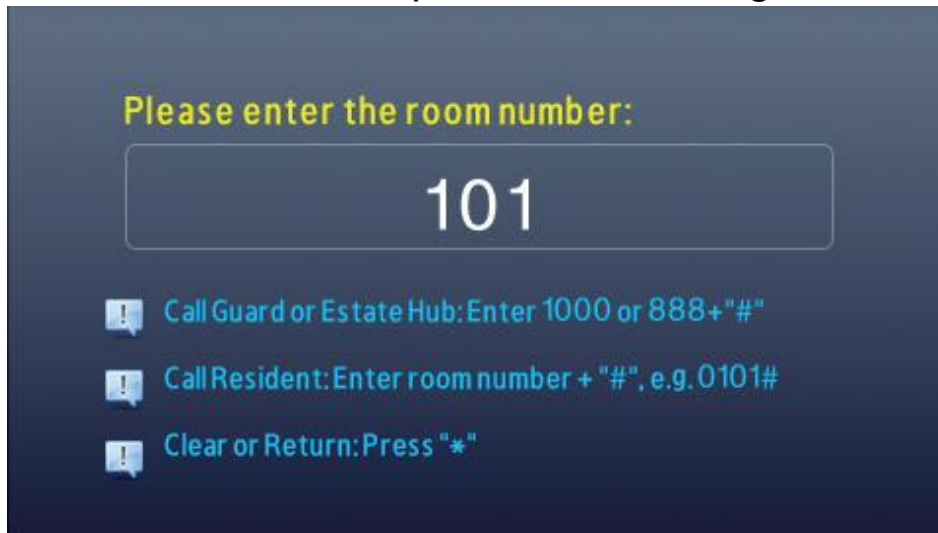 Please enter the room number:
101
Call Guard or Estate Hub: Enter 1000 or 888+"#"
Call Resident: Enter room number + "#", e.g. 0101#
Clear or Return: Press "*"